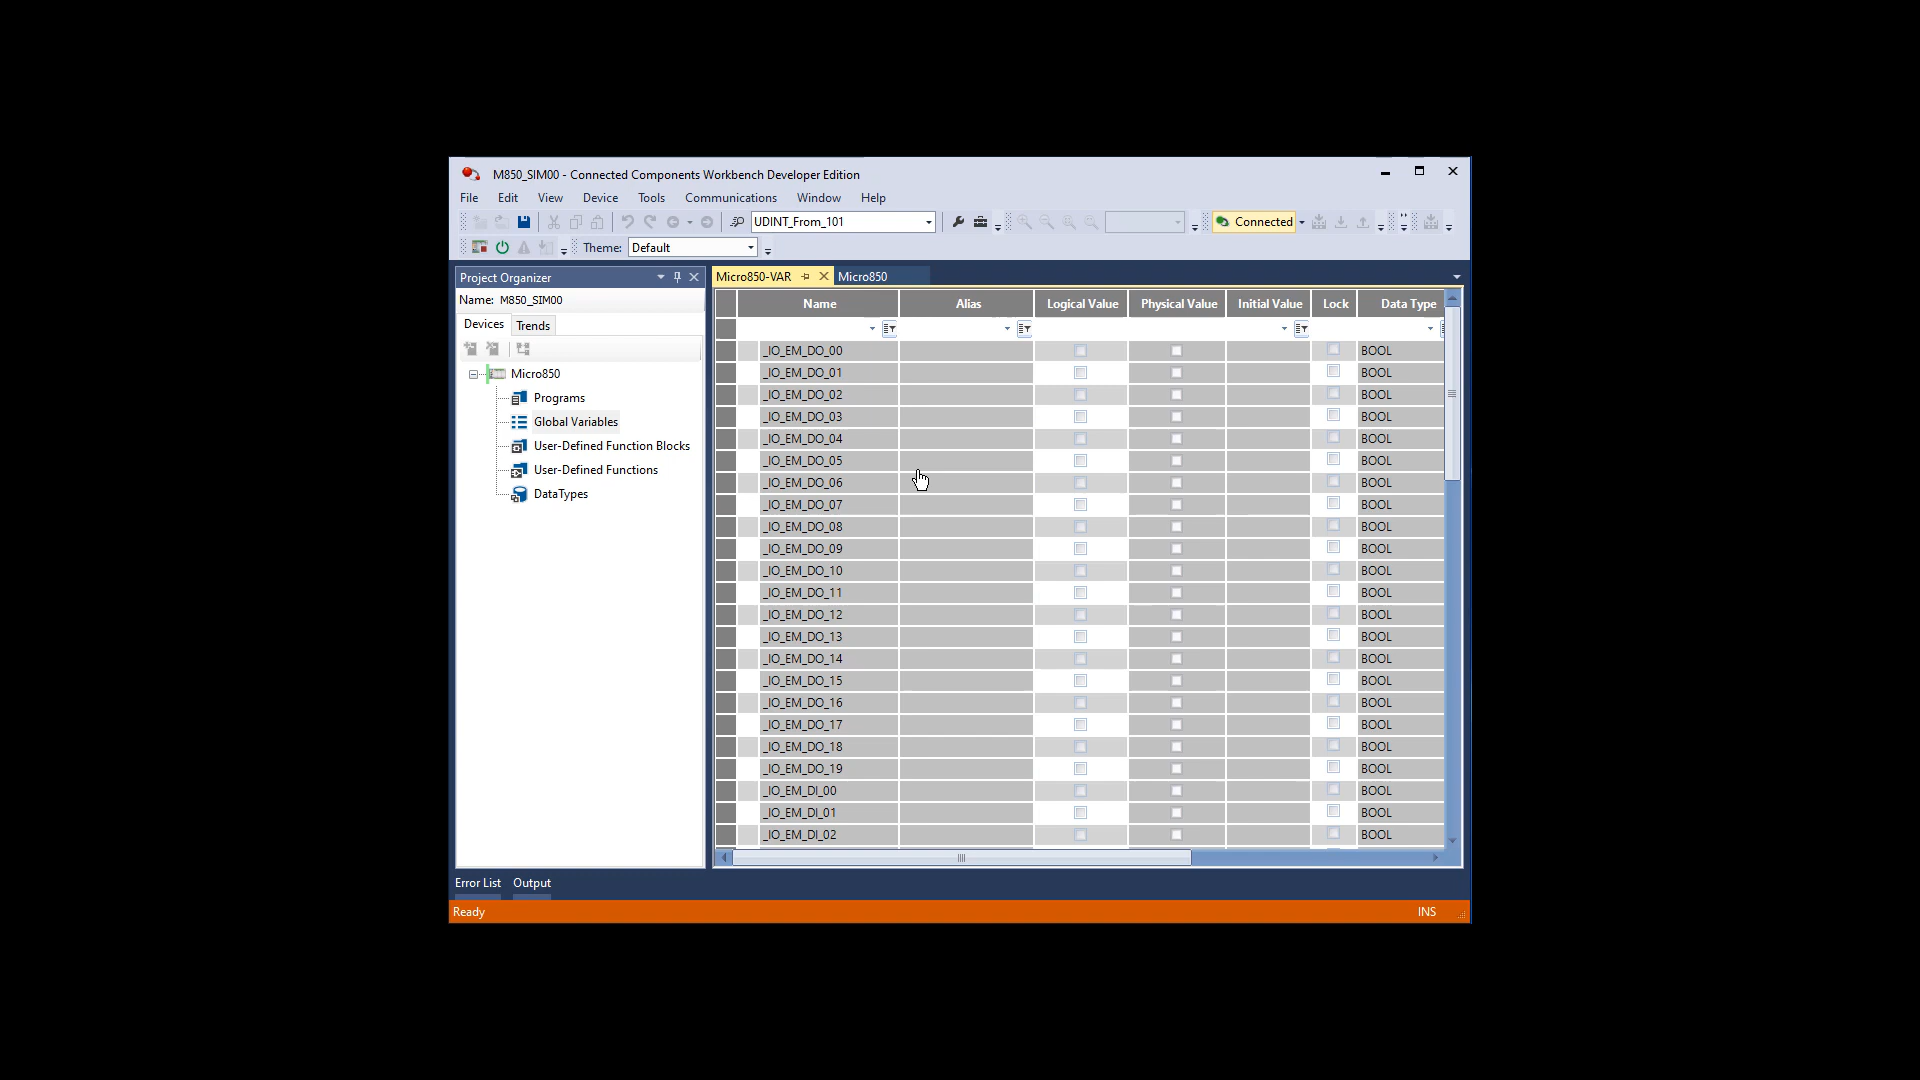 M850_SIM00 - Connected Components Workbench Developer Edition
File Edit View Device Tools Communications Window Help
UDINT_From_101 Connected
Theme: Default
Project Organizer
Name: M850_SIM00
Devices Trends
Micro850
Programs
Global Variables
User-Defined Function Blocks
User-Defined Functions
DataTypes
Micro850-VAR Micro850
Name Alias Logical Value Physical Value Initial Value Lock Data Type
_IO_EM_DO_00 BOOL
_IO_EM_DO_01 BOOL
_IO_EM_DO_02 BOOL
_IO_EM_DO_03 BOOL
_IO_EM_DO_04 BOOL
_IO_EM_DO_05 BOOL
_IO_EM_DO_06 BOOL
_IO_EM_DO_07 BOOL
_IO_EM_DO_08 BOOL
_IO_EM_DO_09 BOOL
_IO_EM_DO_10 BOOL
_IO_EM_DO_11 BOOL
_IO_EM_DO_12 BOOL
_IO_EM_DO_13 BOOL
_IO_EM_DO_14 BOOL
_IO_EM_DO_15 BOOL
_IO_EM_DO_16 BOOL
_IO_EM_DO_17 BOOL
_IO_EM_DO_18 BOOL
_IO_EM_DO_19 BOOL
_IO_EM_DI_00 BOOL
_IO_EM_DI_01 BOOL
_IO_EM_DI_02 BOOL
Error List Output
Ready INS